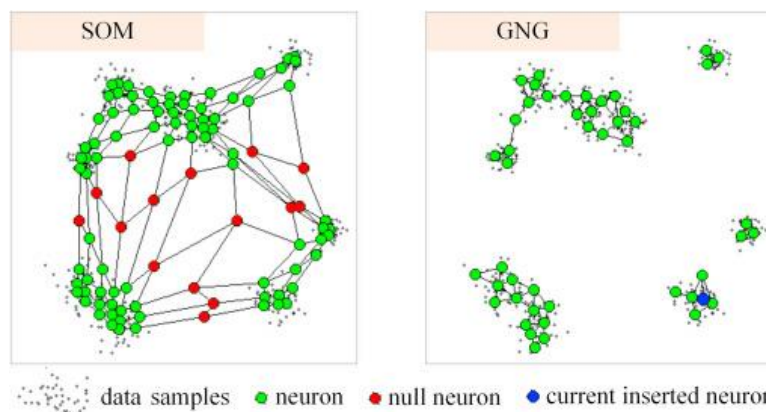 SOM
GNG
data samples
neuron
null neuron
current inserted neuron